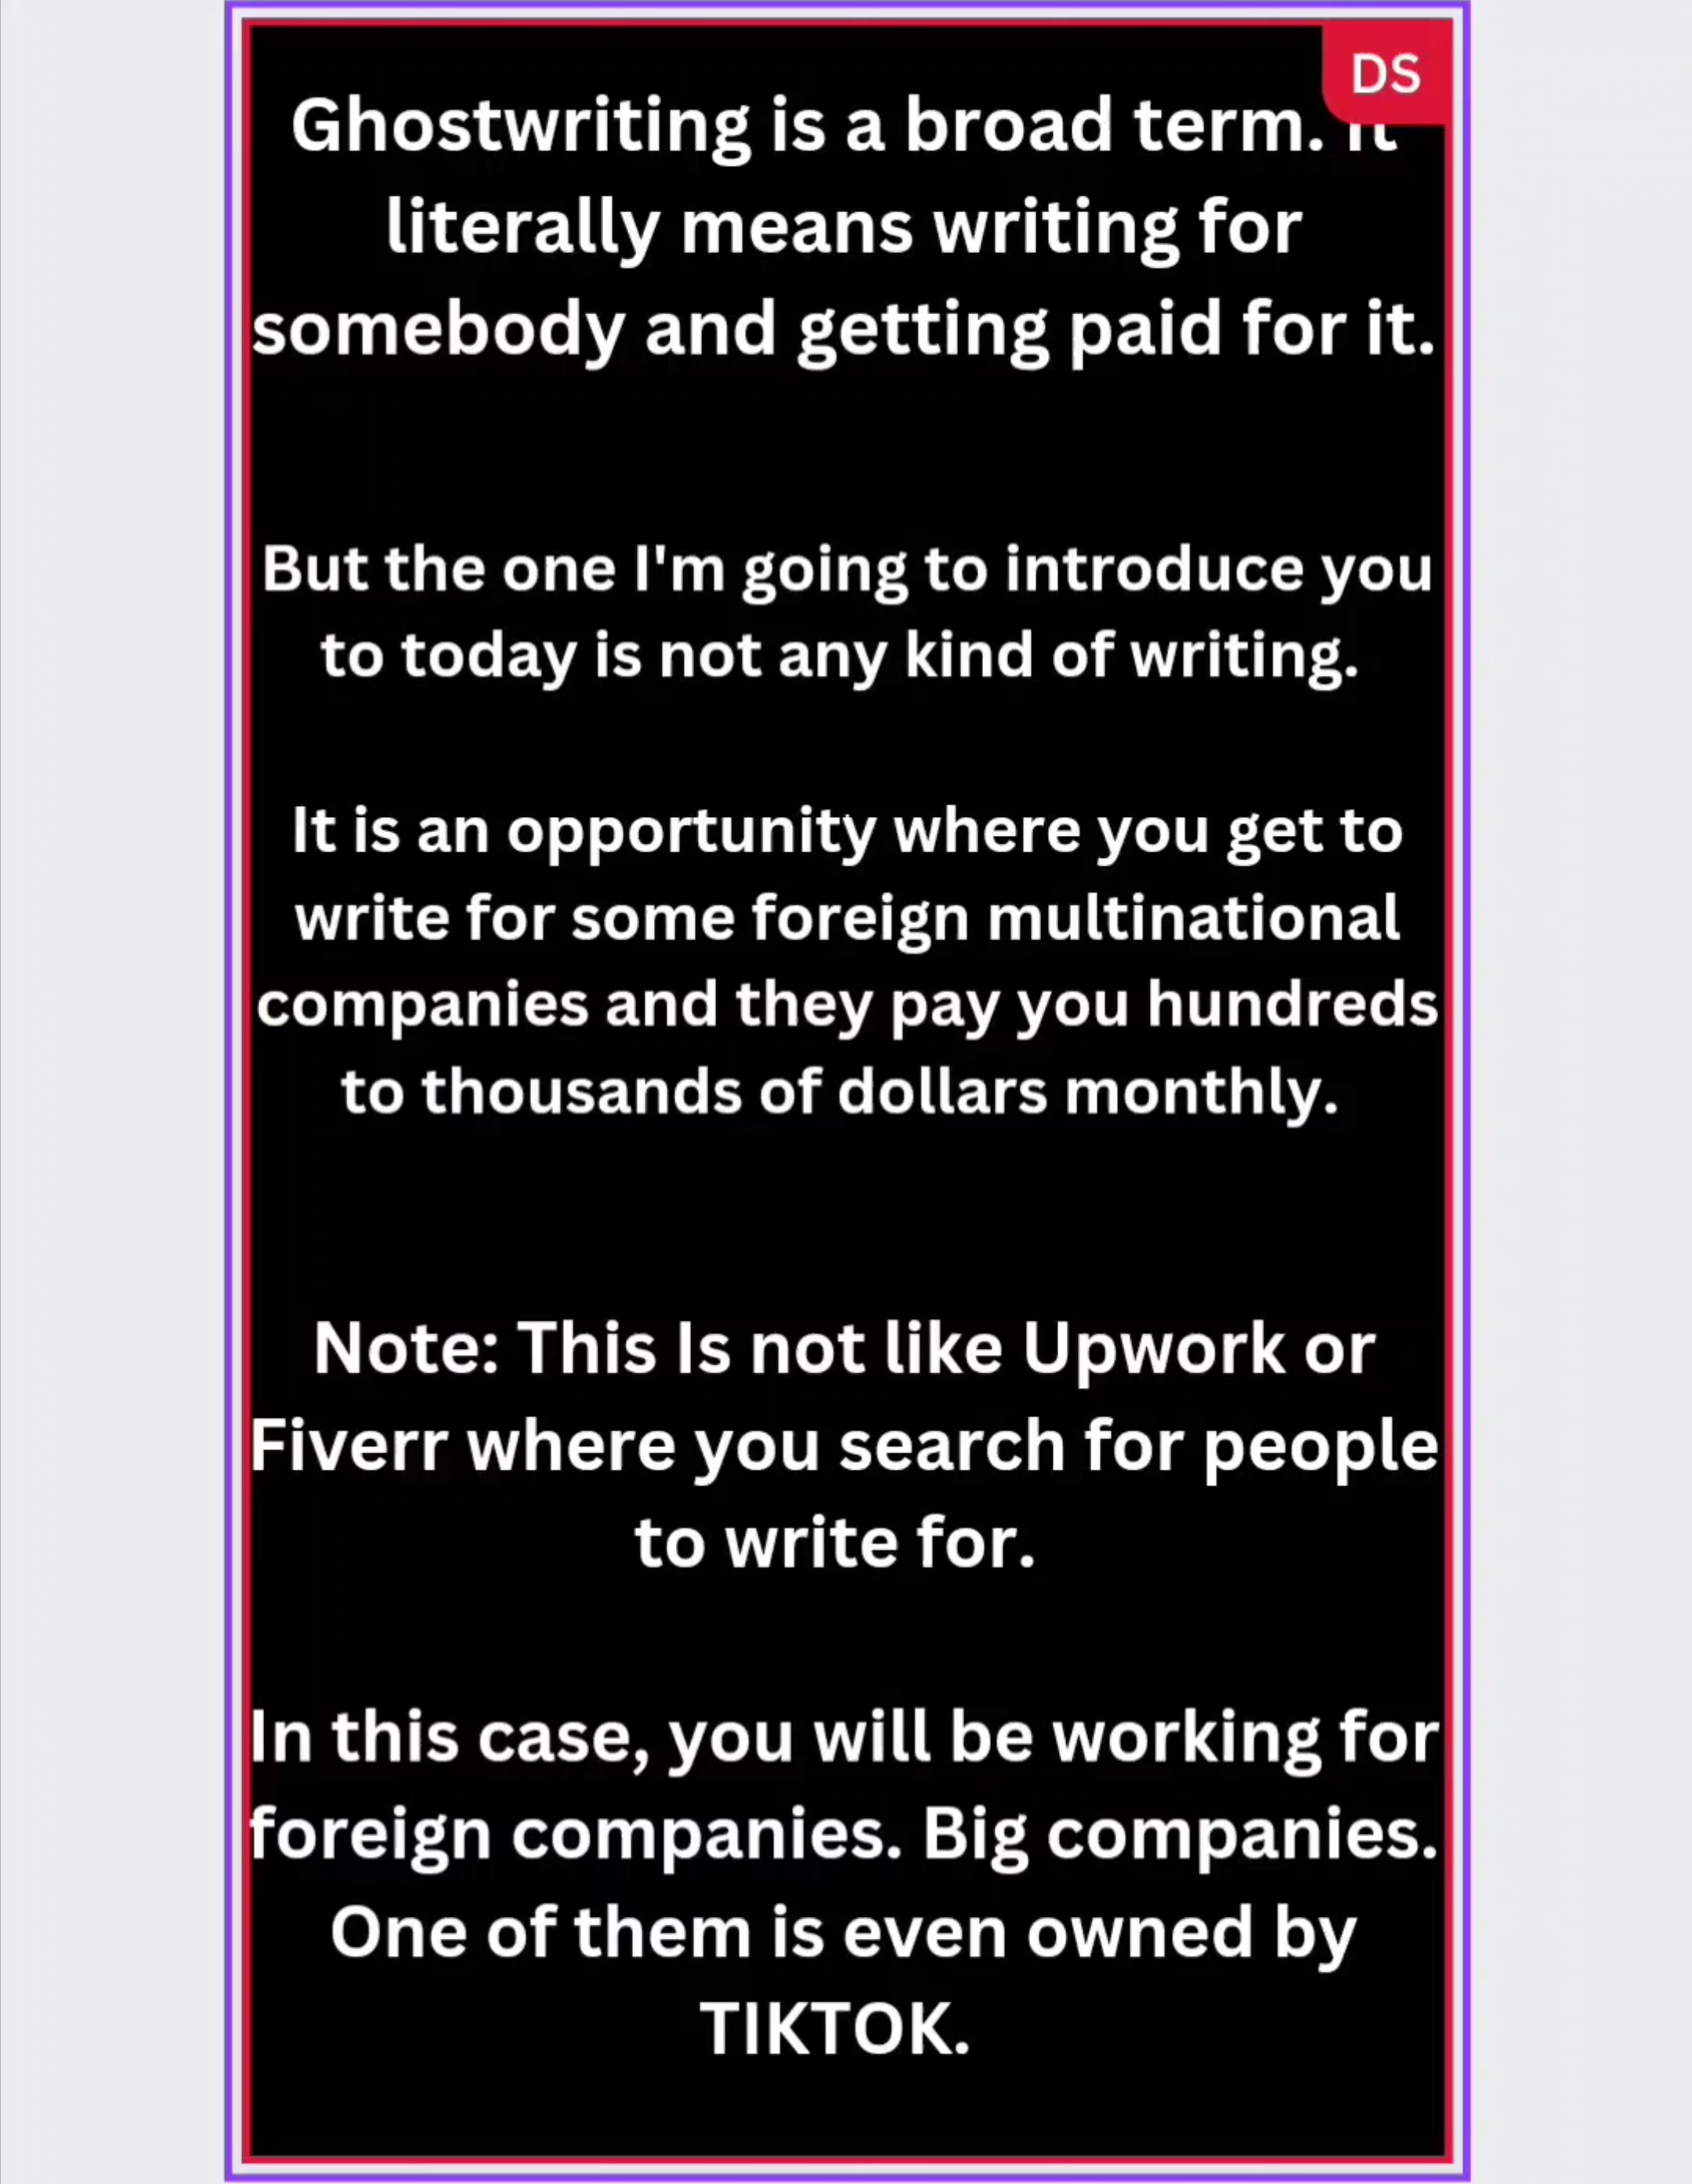 DS
Ghostwriting is a broad term. It
literally means writing for
somebody and getting paid for it.
But the one I'm going to introduce you
to today is not any kind of writing.
It is an opportunity where you get to
write for some foreign multinational
companies and they pay you hundreds
to thousands of dollars monthly.
Note: This Is not like Upwork or
Fiverr where you search for people
to write for.
In this case, you will be working for
foreign companies. Big companies.
One of them is even owned by
TIKTOK.